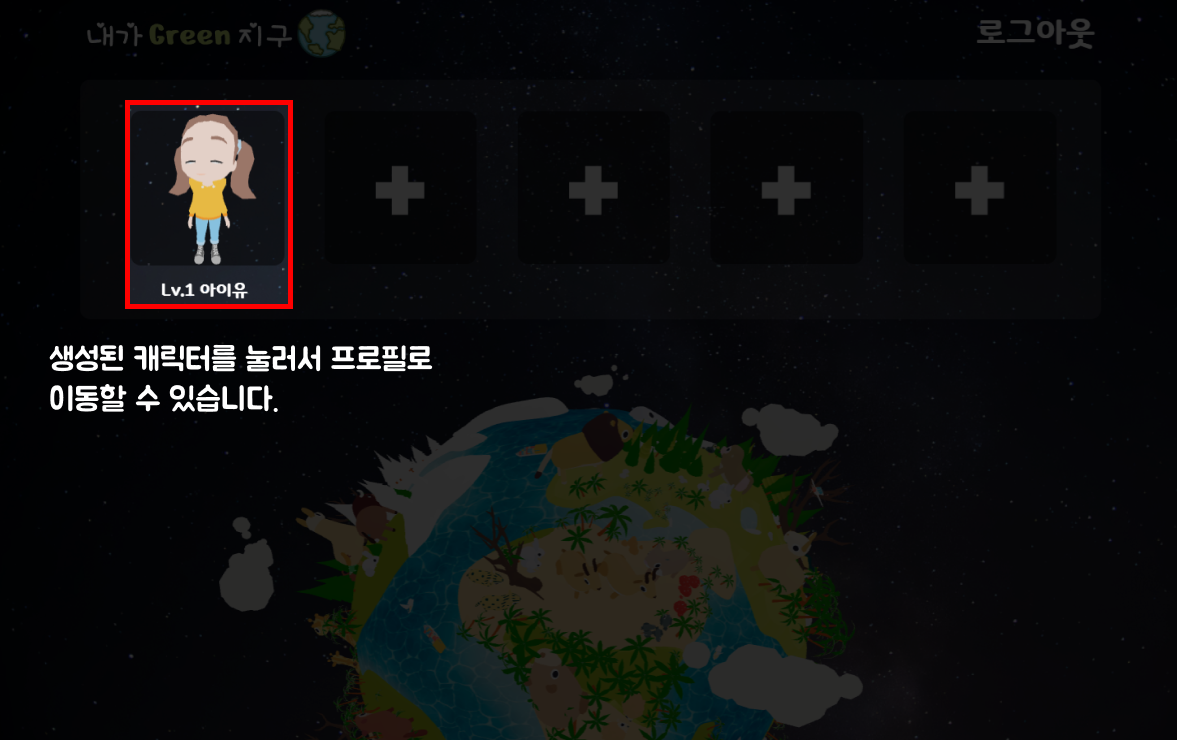 내가 Green 지구
로그아웃
Lv.1 아이유
생성된 캐릭터를 눌러서 프로필로
이동할 수 있습니다.